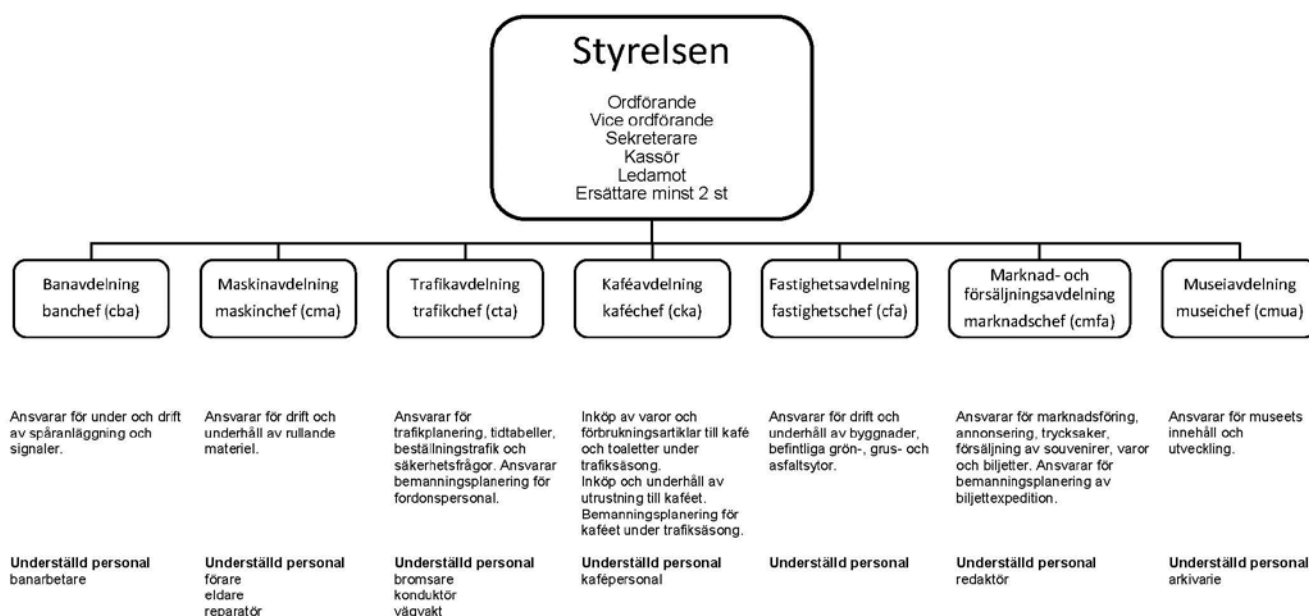 Styrelsen
Ordförande
Vice ordförande
Sekreterare
Kassör
Ledamot
Ersättare minst 2 st
Banavdelning
banchef (cba)
Maskinavdelning
maskinchef (cma)
Trafikavdelning
trafikchef (cta)
Kaféavdelning
kaféchef (cka)
Fastighetsavdelning
fastighetschef (cfa)
Marknad- och
försäljningsavdelning
marknadschef (cmfa)
Museiavdelning
museichef (cmua)
Ansvarar för under och drift
av spåranläggning och
signaler.
Ansvarar för drift och
underhåll av rullande
materiel.
Ansvarar för
trafikplanering, tidtabeller,
beställningstrafik och
säkerhetsfrågor. Ansvarar
bemanningsplanering för
fordonspersonal.
Inköp av varor och
förbrukningsartiklar till kafé
och toaletter under
trafiksäsong.
Inköp och underhåll av
utrustning till kaféet.
Bemanningsplanering för
kaféet under trafiksäsong.
Ansvarar för drift och
underhåll av byggnader,
befintliga grön-, grus- och
asfaltsytor.
Ansvarar för marknadsföring,
annonsering, trycksaker,
försäljning av souvenirer, varor
och biljetter. Ansvarar för
bemanningsplanering av
biljettexpedition.
Ansvarar för museets
innehåll och
utveckling.
Underställd personal
banarbetare
Underställd personal
förare
eldare
reparatör
Underställd personal
bromsare
konduktör
vägvakt
Underställd personal
kafépersonal
Underställd personal
Underställd personal
redaktör
Underställd personal
arkivarie